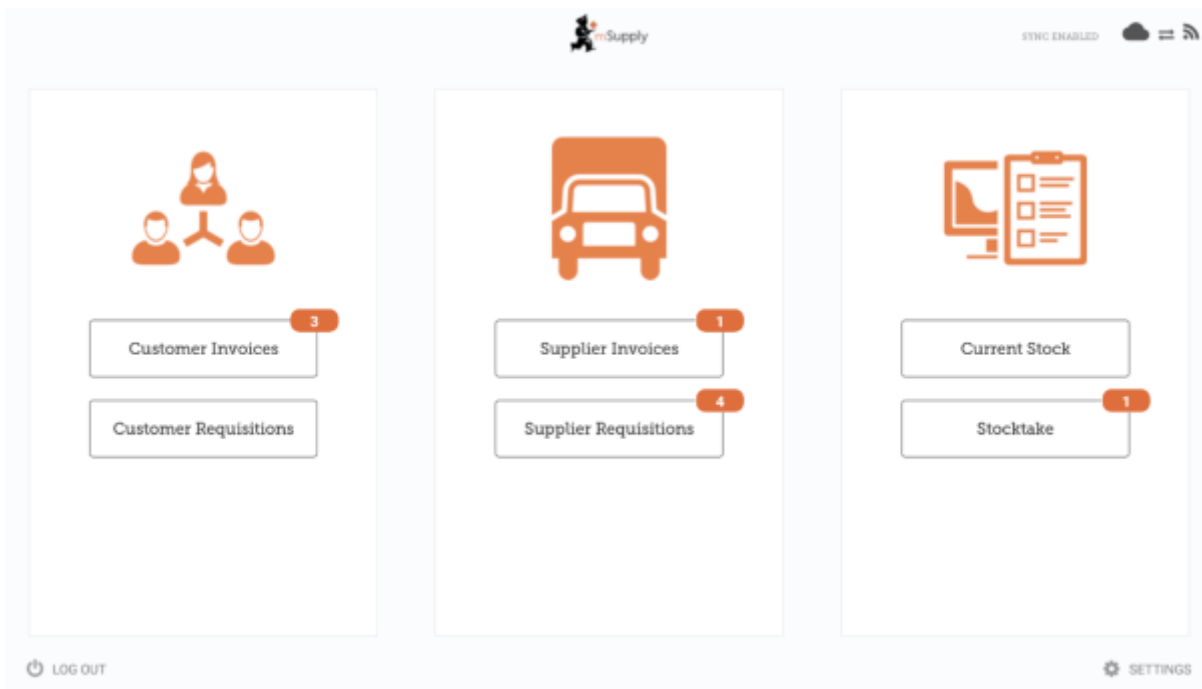 mSupply
SYNC ENABLED
3
Customer Invoices
Customer Requisitions
1
Supplier Invoices
4
Supplier Requisitions
Current Stock
1
Stocktake
LOG OUT
SETTINGS